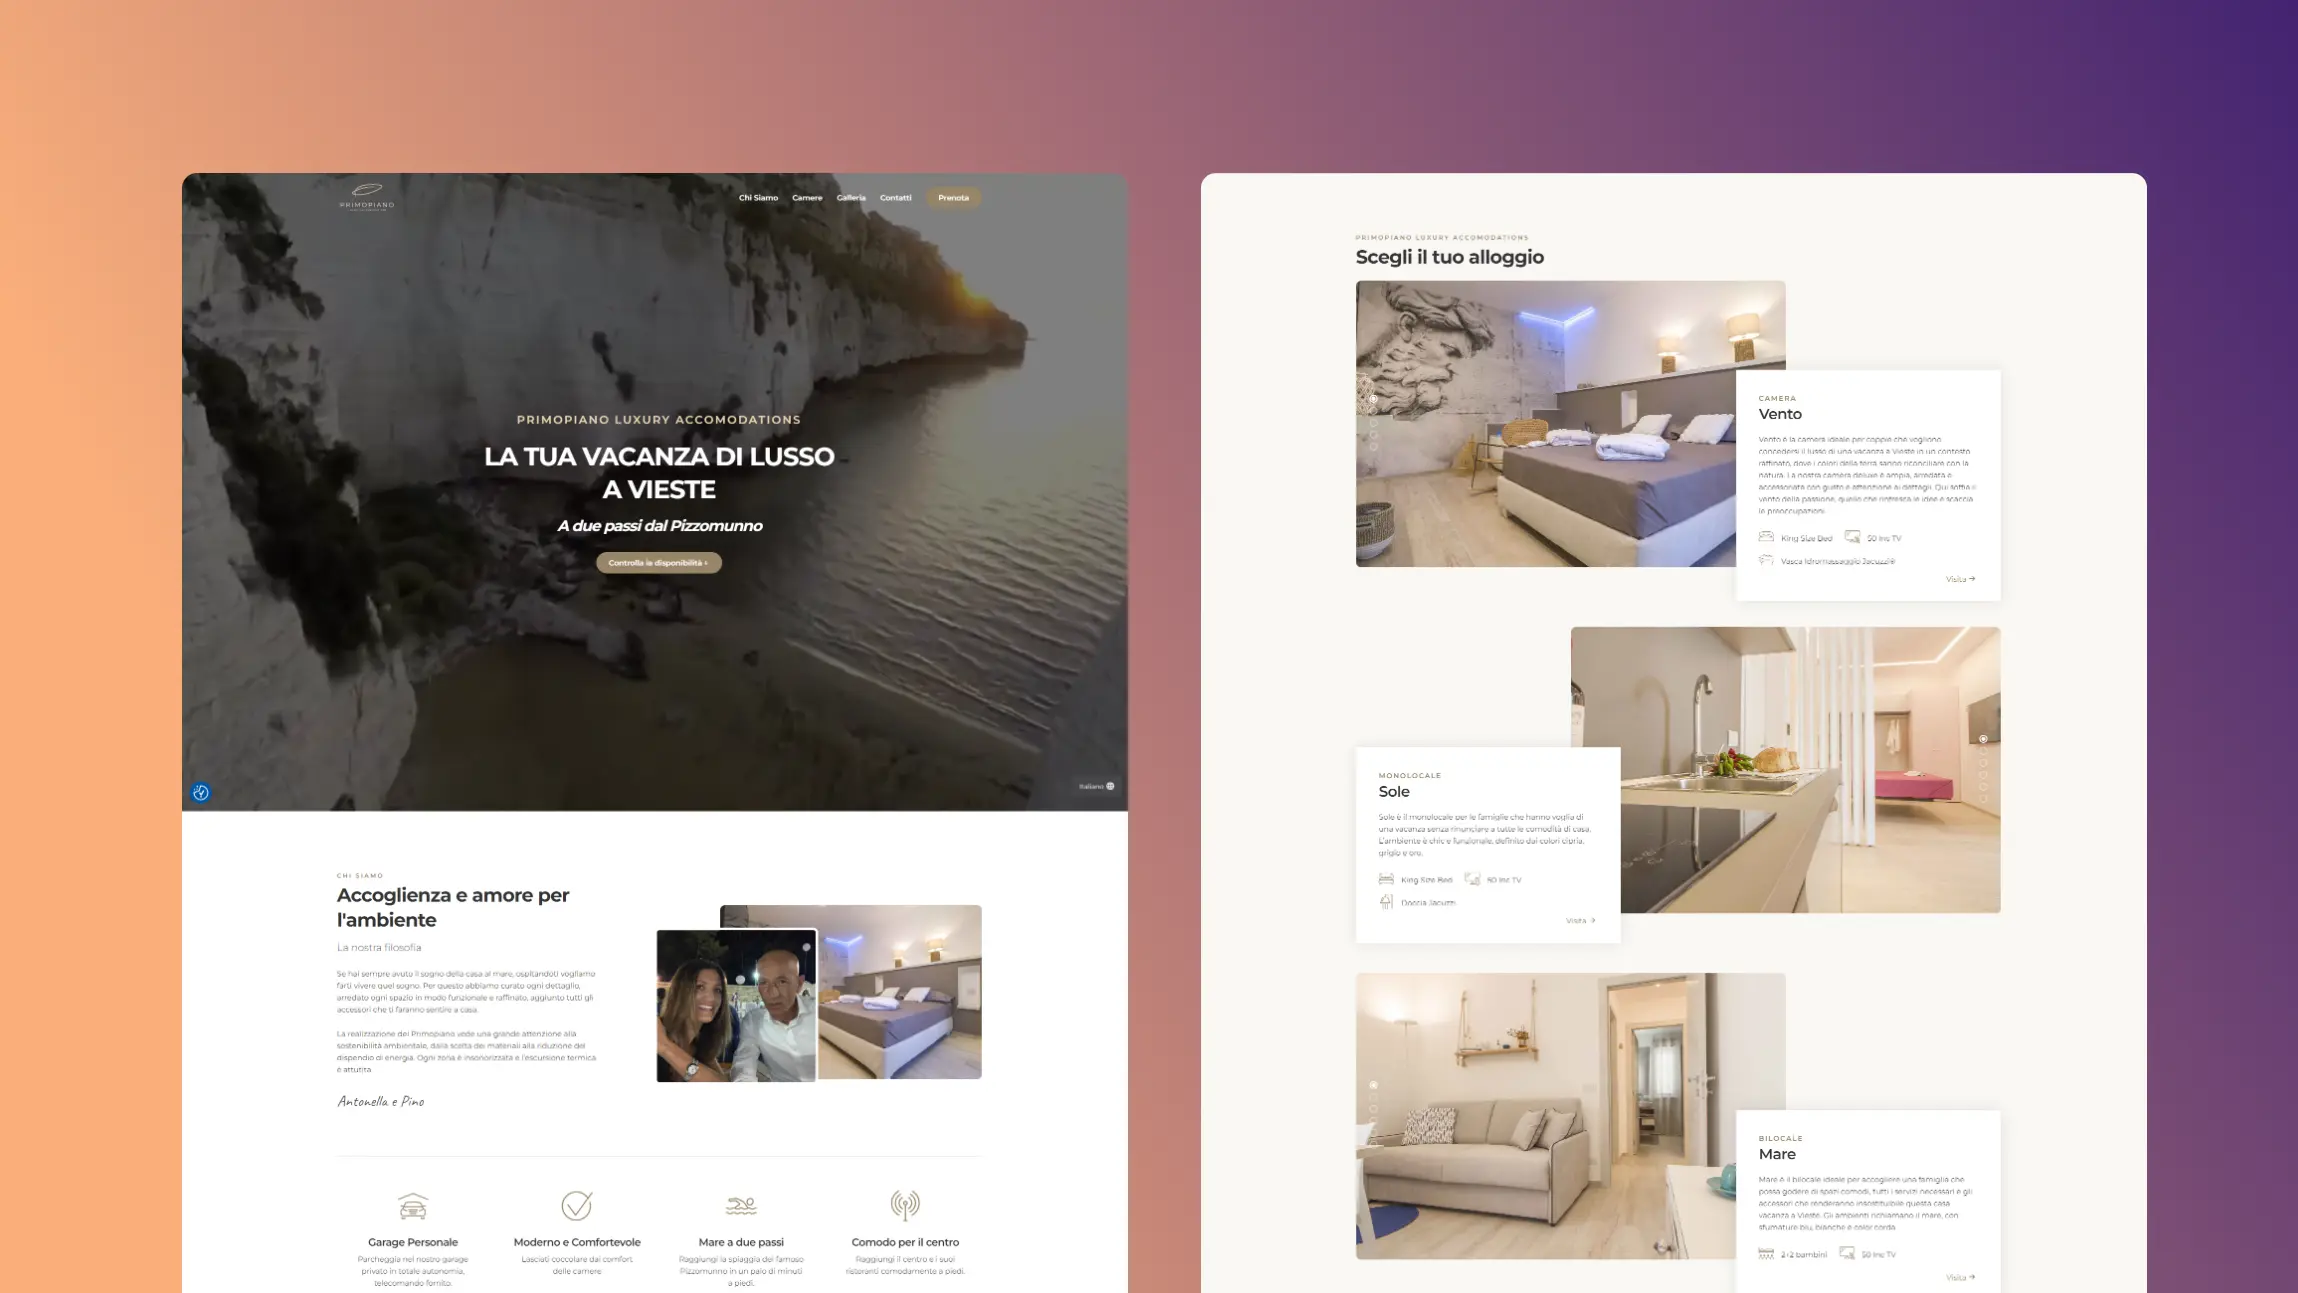 PRIMOPIANO
Chi Siamo
Camere
Galleria
Contatti
Prenota
PRIMOPIANO LUXURY ACCOMODATIONS
LA TUA VACANZA DI LUSSO
A VIESTE
A due passi dal Pizzomunno
Controlla la disponibilità
Italiano
CHI SIAMO
Accoglienza e amore per
l'ambiente
La nostra filosofia
Se hai sempre avuto il sogno della casa al mare, ospitandoti vogliamo
farti vivere quel sogno. Per questo abbiamo curato ogni dettaglio,
arredato ogni spazio in modo funzionale e raffinato, aggiunto tutti gli
accessori che ti faranno sentire a casa.
La realizzazione del Primopiano vede una grande attenzione alla
sostenibilità ambientale, dalla scelta dei materiali alla riduzione del
dispendio di energia. Ogni zona è insonorizzata e l'escursione termica
è attutita
Antonella e Pino
Garage Personale
Parcheggia nel nostro garage
privato in totale autonomia,
telecomando fornito.
Moderno e Comfortevole
Lasciati coccolare dai comfort
delle camere
Mare a due passi
Raggiungi la spiaggia del famoso
Pizzomunno in un paio di minuti
a piedi.
Comodo per il centro
Raggiungi il centro e i suoi
ristoranti comodamente a piedi.
PRIMOPIANO LUXURY ACCOMODATIONS
Scegli il tuo alloggio
CAMERA
Vento
Vento è la camera ideale per coppie che vogliono
concedersi il lusso di una vacanza a Vieste in un contesto
raffinato, dove i colori della terra sanno riconciliare con la
natura. La nostra camera deluxe è ampia, arredata e
accessoriata con gusto e attenzione ai dettagli. Qui soffia il
vento della passione, quello che rinfresca le idee e scaccia
le preoccupazioni.
King Size Bed
50 Inc TV
Vasca Idromassaggio Jacuzzi®
Visita →
MONOLOCALE
Sole
Sole è il monolocale per le famiglie che hanno voglia di
una vacanza senza rinunciare a tutte le comodità di casa.
L'ambiente è chic e funzionale, definito dai colori cipria,
grigio e oro.
King Size Bed
50 Inc TV
Doccia Jacuzzi
Visita →
BILOCALE
Mare
Mare è il bilocale ideale per accogliere una famiglia che
possa godere di spazi comodi, tutti i servizi necessari e gli
accessori che renderanno insostituibile questa casa
vacanza a Vieste. Gli ambienti richiamano il mare, con
sfumature blu, bianche e color corda
2+2 bambini
50 Inc TV
Visita →